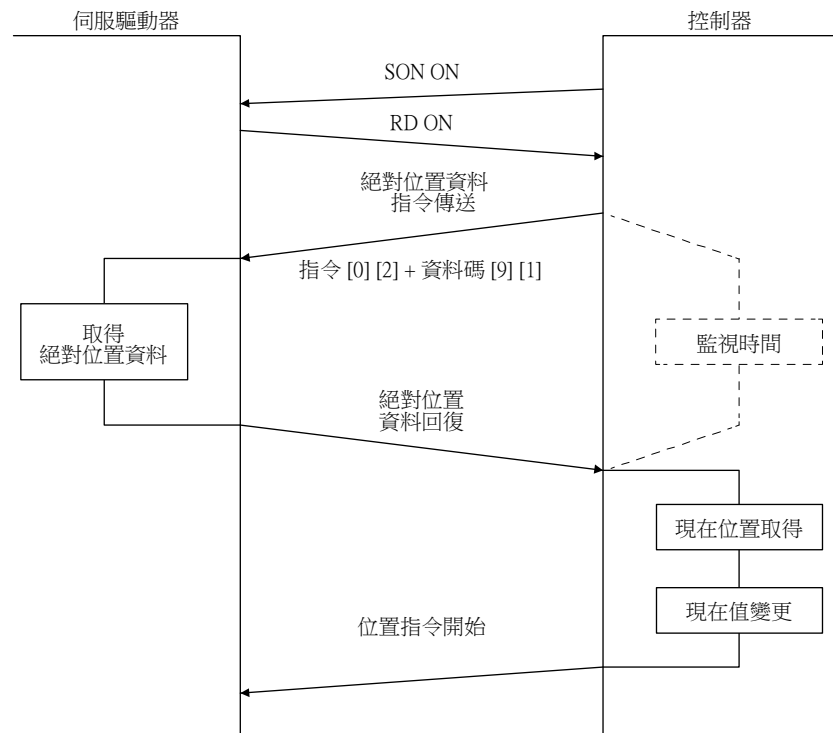 伺服驅動器
控制器
SON ON
RD ON
絕對位置資料
指令傳送
指令 [0] [2] + 資料碼 [9] [1]
取得
絕對位置資料
監視時間
絕對位置
資料回復
現在位置取得
現在值變更
位置指令開始